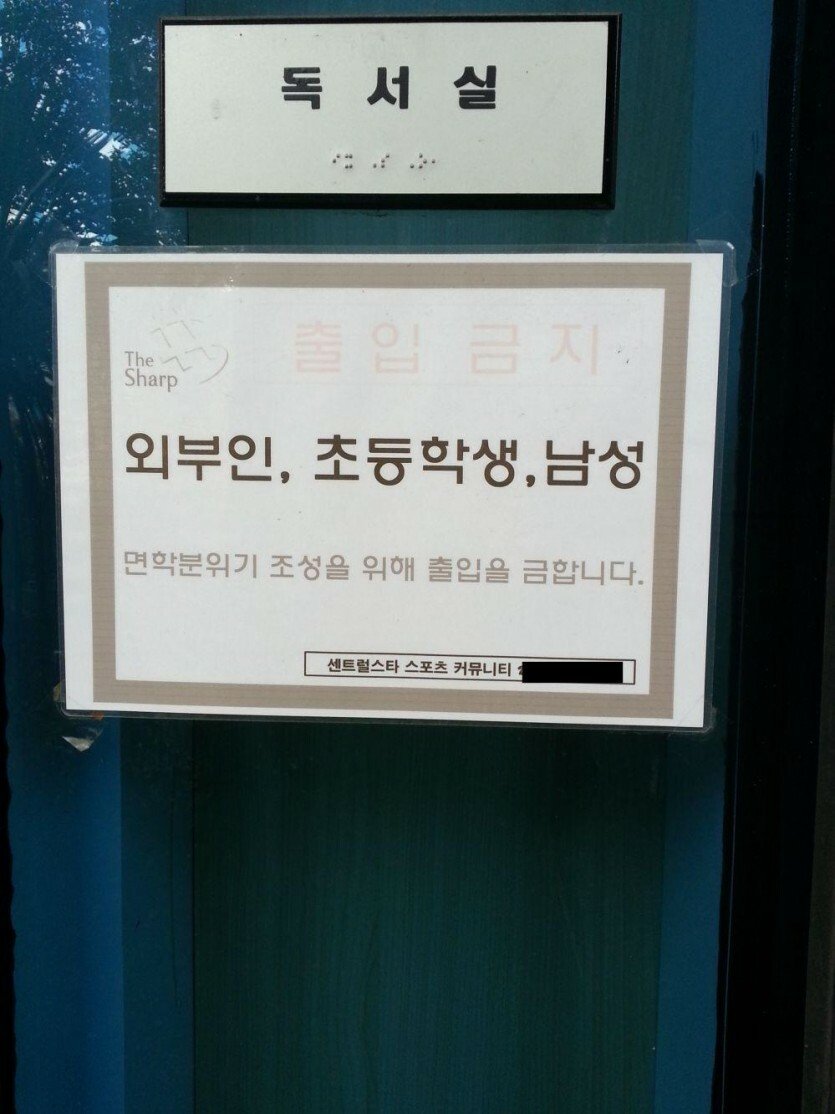 독서실
The
Sharp
출입 금지
외부인, 초등학생,남성
면학분위기 조성을 위해 출입을 금합니다.
센트럴스타 스포츠 커뮤니티